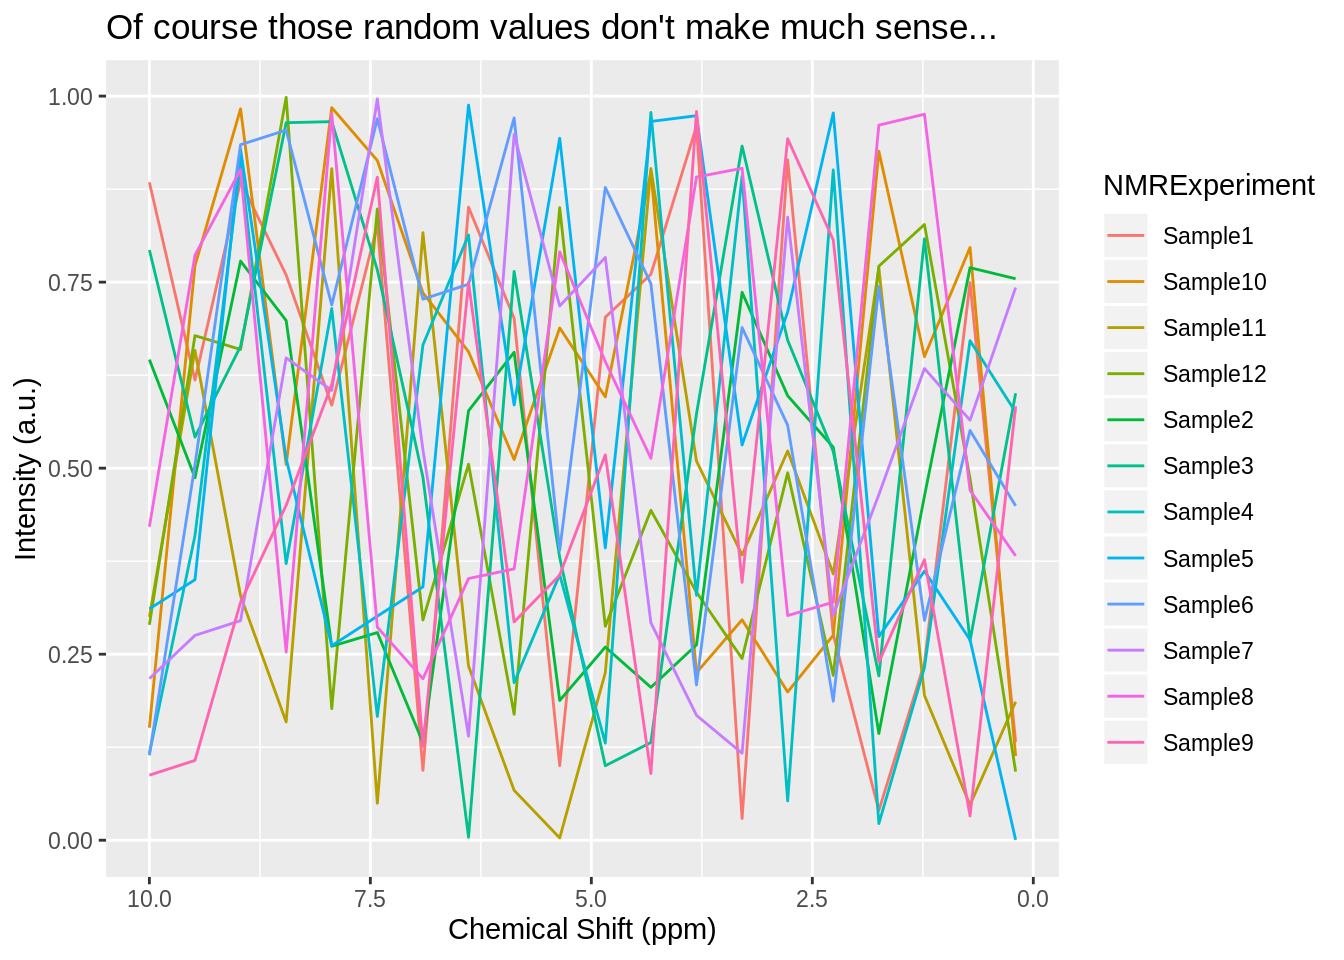 Of course those random values don't make much sense...
1.00
0.75
0.50
0.25
0.00
Intensity (a.u.)
10.0
7.5
5.0
2.5
0.0
Chemical Shift (ppm)
NMRExperiment
Sample1
Sample10
Sample11
Sample12
Sample2
Sample3
Sample4
Sample5
Sample6
Sample7
Sample8
Sample9